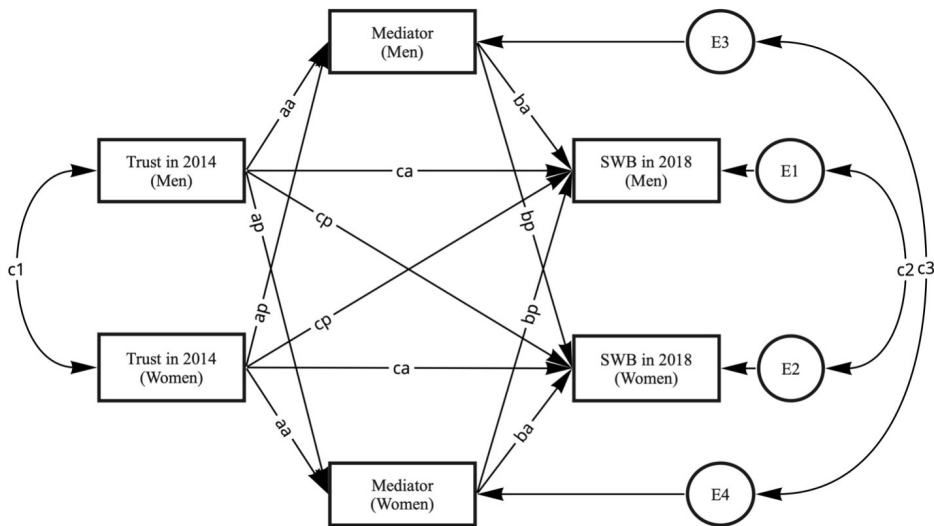 Mediator
(Men)
E3
aa
ba
Trust in 2014
(Men)
ca
SWB in 2018
(Men)
E1
ap
cp
bp
c1
c2
c3
ap
cp
bp
Trust in 2014
(Women)
ca
SWB in 2018
(Women)
E2
aa
ba
Mediator
(Women)
E4